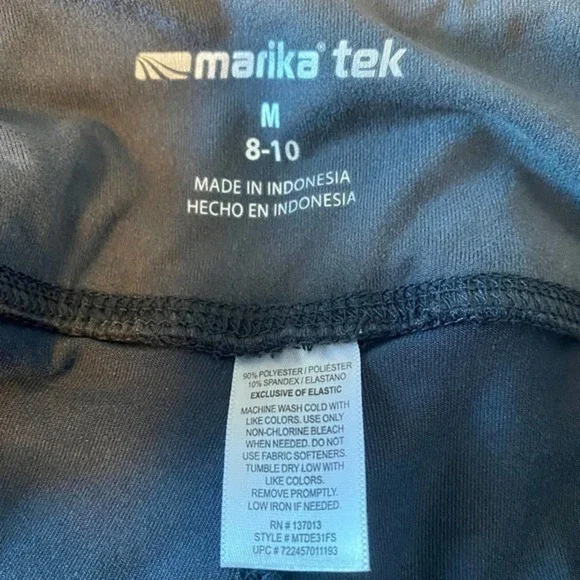 marika® tek
M
8-10
MADE IN INDONESIA
HECHO EN INDONESIA
90% POLYESTER / POLIÉSTER
10% SPANDEX / ELASTANO
EXCLUSIVE OF ELASTIC
MACHINE WASH COLD WITH
LIKE COLORS. USE ONLY
NON-CHLORINE BLEACH
WHEN NEEDED. DO NOT
USE FABRIC SOFTENERS.
TUMBLE DRY LOW WITH
LIKE COLORS.
REMOVE PROMPTLY.
LOW IRON IF NEEDED.
RN # 137013
STYLE # MTDE31FS
UPC # 722457011193